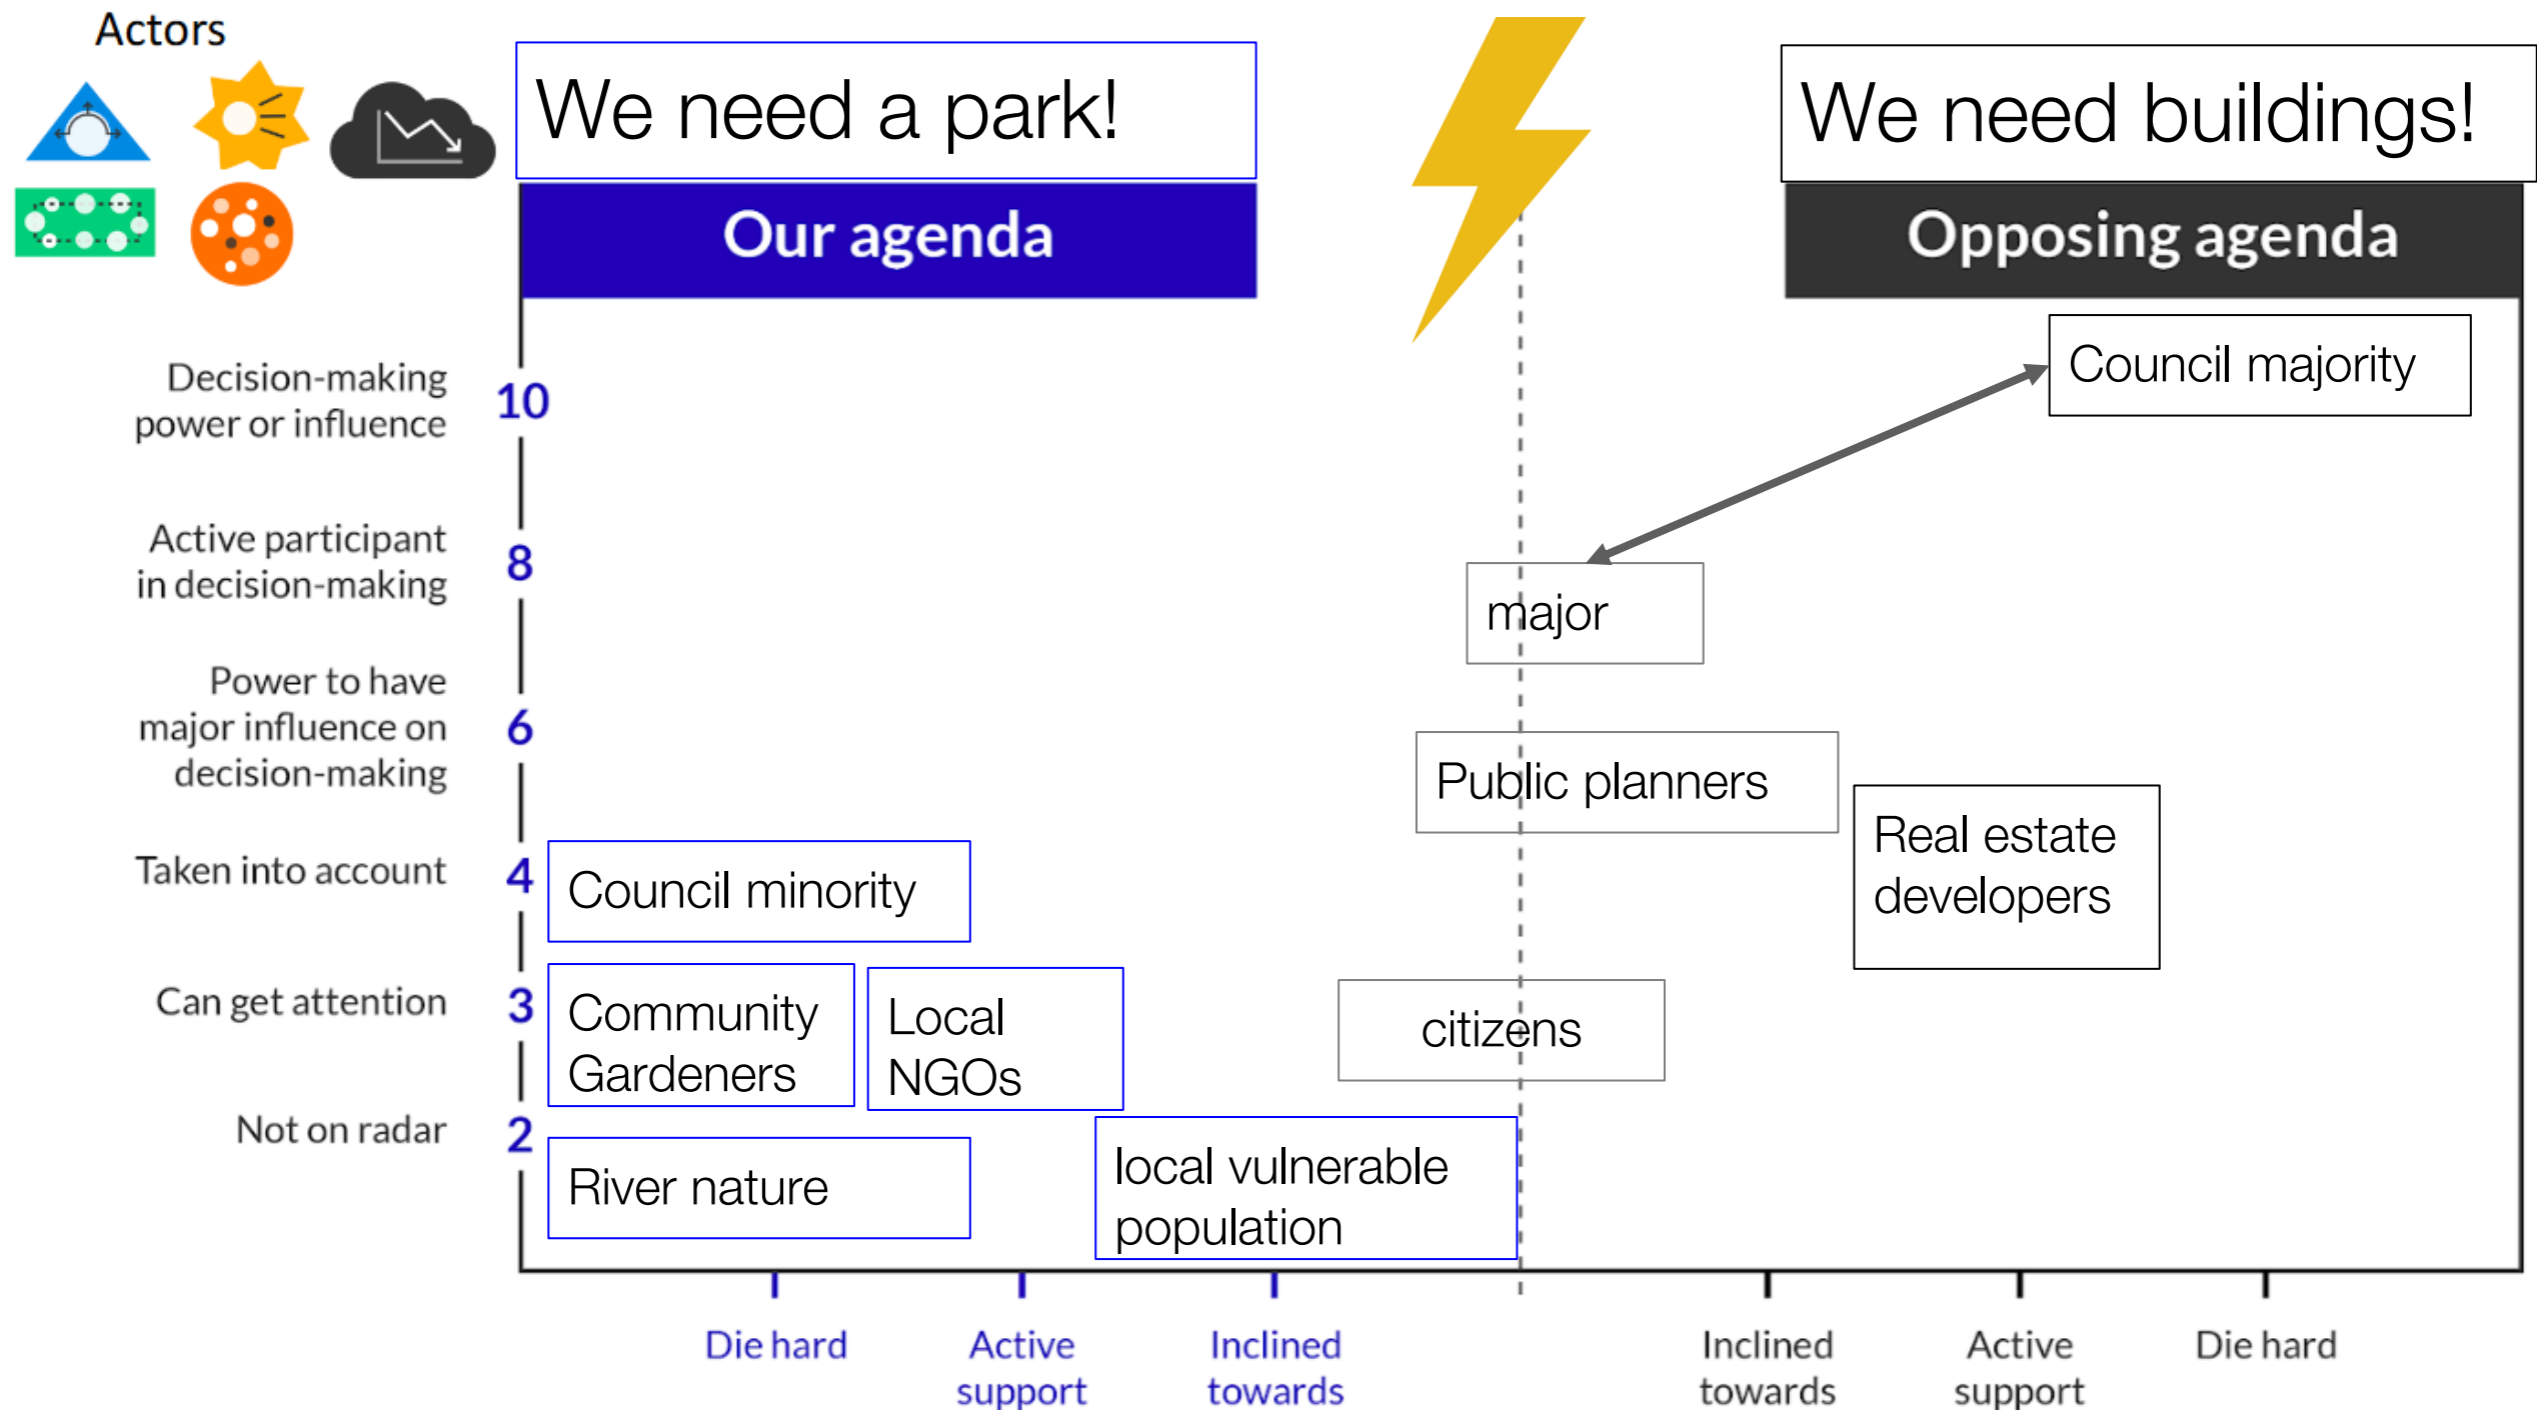 Actors
We need a park!
We need buildings!
Our agenda
Opposing agenda
Decision-making
power or influence
10
Council majority
Active participant
in decision-making
8
major
Power to have
major influence on
decision-making
6
Public planners
Real estate
developers
Taken into account
4
Council minority
Can get attention
3
Community
Gardeners
Local
NGOs
citizens
Not on radar
2
River nature
local vulnerable
population
Die hard
Active
support
Inclined
towards
Inclined
towards
Active
support
Die hard